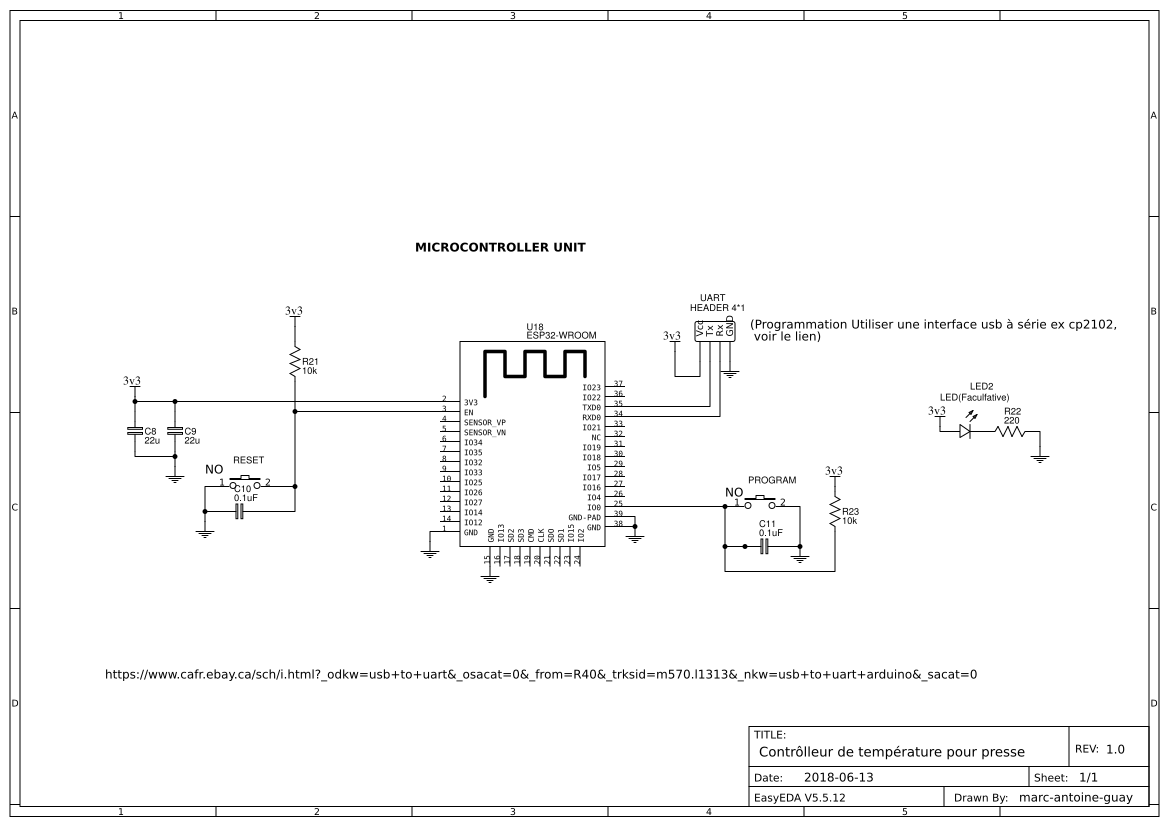 1 2 3 4 5
A A
MICROCONTROLLER UNIT
B B
UART
HEADER 4*1
Vcc Tx Rx GND
3v3
(Programmation Utiliser une interface usb à série ex cp2102,
voir le lien)
3v3
R21
10k
3v3
C8
22u
C9
22u
U18
ESP32-WROOM
2 3V3
3 EN
4 SENSOR_VP
5 SENSOR_VN
6 IO34
7 IO35
8 IO32
9 IO33
10 IO25
11 IO26
12 IO27
13 IO14
14 IO12
1 GND
IO23 37
IO22 36
TXD0 35
RXD0 34
IO21 33
NC 32
IO19 31
IO18 30
IO5 29
IO17 28
IO16 27
IO4 26
IO0 25
GND-PAD 39
GND 38
GND IO13 SD2 SD3 CMD CLK SD0 SD1 IO15 IO2
15 16 17 18 19 20 21 22 23 24
LED2
LED(Faculfative)
3v3
R22
220
C C
RESET
NO
1 2
C10
0.1uF
PROGRAM
NO
1 2
C11
0.1uF
3v3
R23
10k
https://www.cafr.ebay.ca/sch/i.html?_odkw=usb+to+uart&_osacat=0&_from=R40&_trksid=m570.l1313&_nkw=usb+to+uart+arduino&_sacat=0
D D
TITLE:
Contrôlleur de température pour presse
REV: 1.0
Date: 2018-06-13
Sheet: 1/1
EasyEDA V5.5.12
Drawn By: marc-antoine-guay
1 2 3 4 5